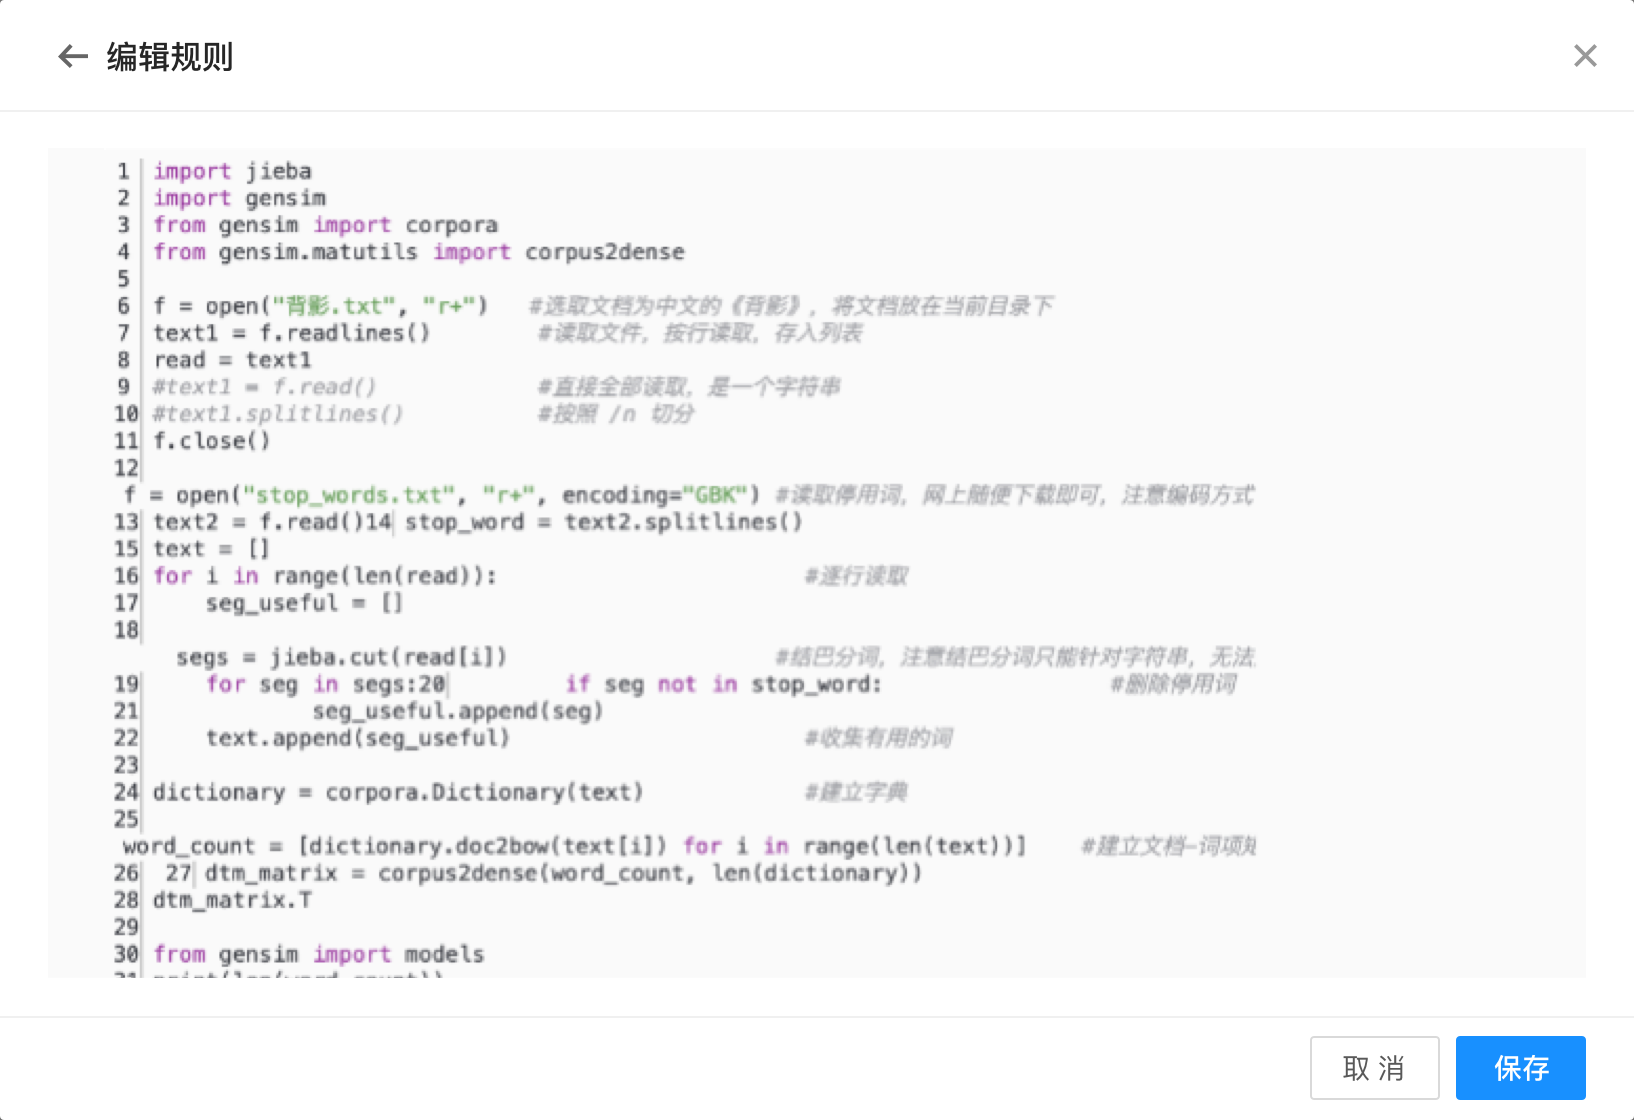 编辑规则
1 import jieba
2 import gensim
3 from gensim import corpora
4 from gensim.matutils import corpus2dense
5
6 f = open("背影.txt", "r+") #选取文档为中文的《背影》，将文档放在当前目录下
7 text1 = f.readlines() #读取文件，按行读取，存入列表
8 read = text1
9 #text1 = f.read() #直接全部读取，是一个字符串
10 #text1.splitlines() #按照 /n 切分
11 f.close()
12
f = open("stop_words.txt", "r+", encoding="GBK") #读取停用词，网上随便下载即可，注意编码方式
13 text2 = f.read()14 stop_word = text2.splitlines()
15 text = []
16 for i in range(len(read)): #逐行读取
17 seg_useful = []
18
segs = jieba.cut(read[i]) #结巴分词，注意结巴分词只能针对字符串，无法
19 for seg in segs:20 if seg not in stop_word: #删除停用词
21 seg_useful.append(seg)
22 text.append(seg_useful) #收集有用的词
23
24 dictionary = corpora.Dictionary(text) #建立字典
25
word_count = [dictionary.doc2bow(text[i]) for i in range(len(text))] #建立文档—词项
26 27 dtm_matrix = corpus2dense(word_count, len(dictionary))
28 dtm_matrix.T
29
30 from gensim import models
取消
保存